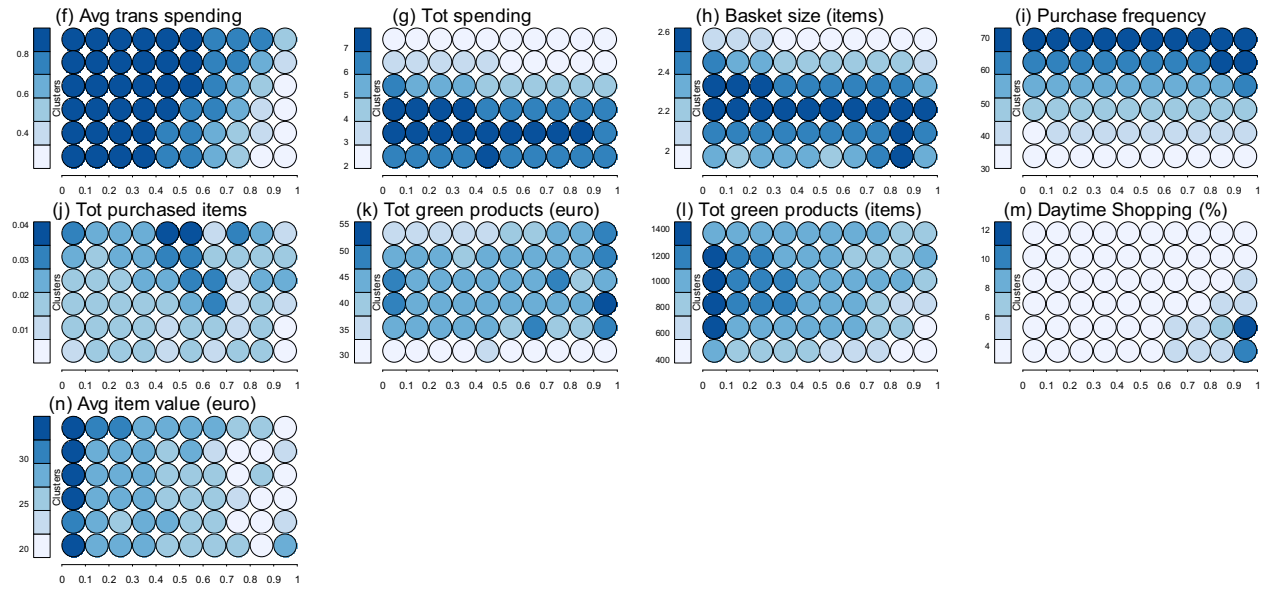 (f) Avg trans spending
0.8
0.6
0.4
Clusters
0 0.1 0.2 0.3 0.4 0.5 0.6 0.7 0.8 0.9 1
(g) Tot spending
7
6
5
4
3
2
Clusters
0 0.1 0.2 0.3 0.4 0.5 0.6 0.7 0.8 0.9 1
(h) Basket size (items)
2.6
2.4
2.2
2
Clusters
0 0.1 0.2 0.3 0.4 0.5 0.6 0.7 0.8 0.9 1
(i) Purchase frequency
70
60
50
40
30
Clusters
0 0.1 0.2 0.3 0.4 0.5 0.6 0.7 0.8 0.9 1
(j) Tot purchased items
0.04
0.03
0.02
0.01
Clusters
0 0.1 0.2 0.3 0.4 0.5 0.6 0.7 0.8 0.9 1
(k) Tot green products (euro)
55
50
45
40
35
30
Clusters
0 0.1 0.2 0.3 0.4 0.5 0.6 0.7 0.8 0.9 1
(l) Tot green products (items)
1400
1200
1000
800
600
400
Clusters
0 0.1 0.2 0.3 0.4 0.5 0.6 0.7 0.8 0.9 1
(m) Daytime Shopping (%)
12
10
8
6
4
Clusters
0 0.1 0.2 0.3 0.4 0.5 0.6 0.7 0.8 0.9 1
(n) Avg item value (euro)
30
25
20
Clusters
0 0.1 0.2 0.3 0.4 0.5 0.6 0.7 0.8 0.9 1